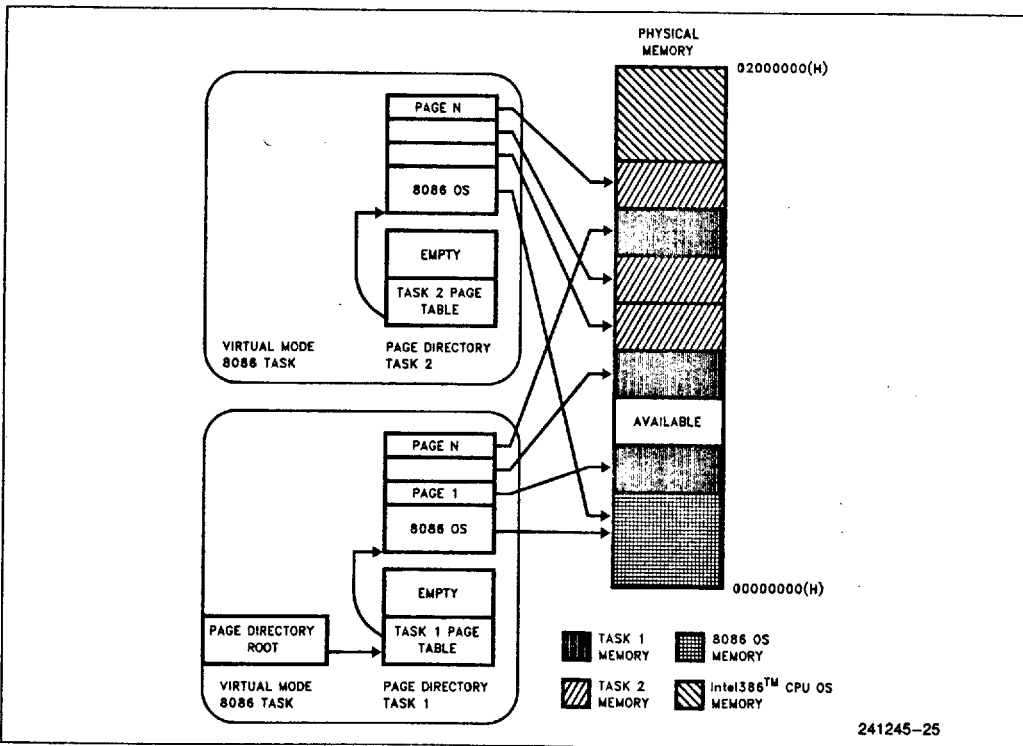 PHYSICAL
MEMORY
02000000(H)
PAGE N
8086 OS
EMPTY
TASK 2 PAGE
TABLE
VIRTUAL MODE
8086 TASK
PAGE DIRECTORY
TASK 2
AVAILABLE
PAGE N
PAGE 1
8086 OS
EMPTY
TASK 1 PAGE
TABLE
PAGE DIRECTORY
ROOT
VIRTUAL MODE
8086 TASK
PAGE DIRECTORY
TASK 1
00000000(H)
TASK 1
MEMORY
8086 OS
MEMORY
TASK 2
MEMORY
Intel386™ CPU OS
MEMORY
241245-25